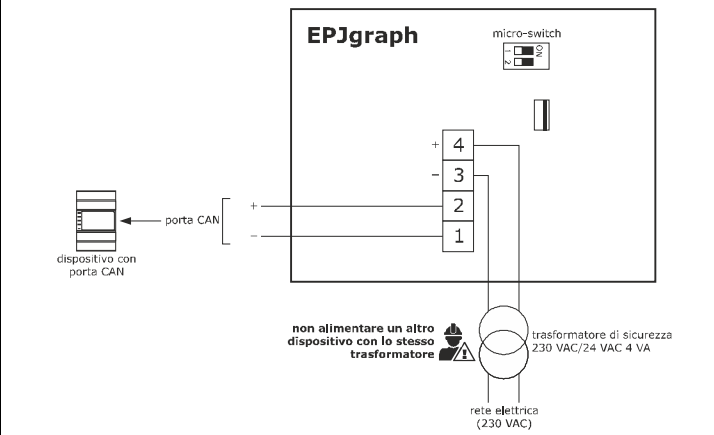 EPJgraph
micro-switch
ON
1
2
+ 4
− 3
+ 2
− 1
porta CAN
dispositivo con
porta CAN
non alimentare un altro
dispositivo con lo stesso
trasformatore
trasformatore di sicurezza
230 VAC/24 VAC 4 VA
rete elettrica
(230 VAC)